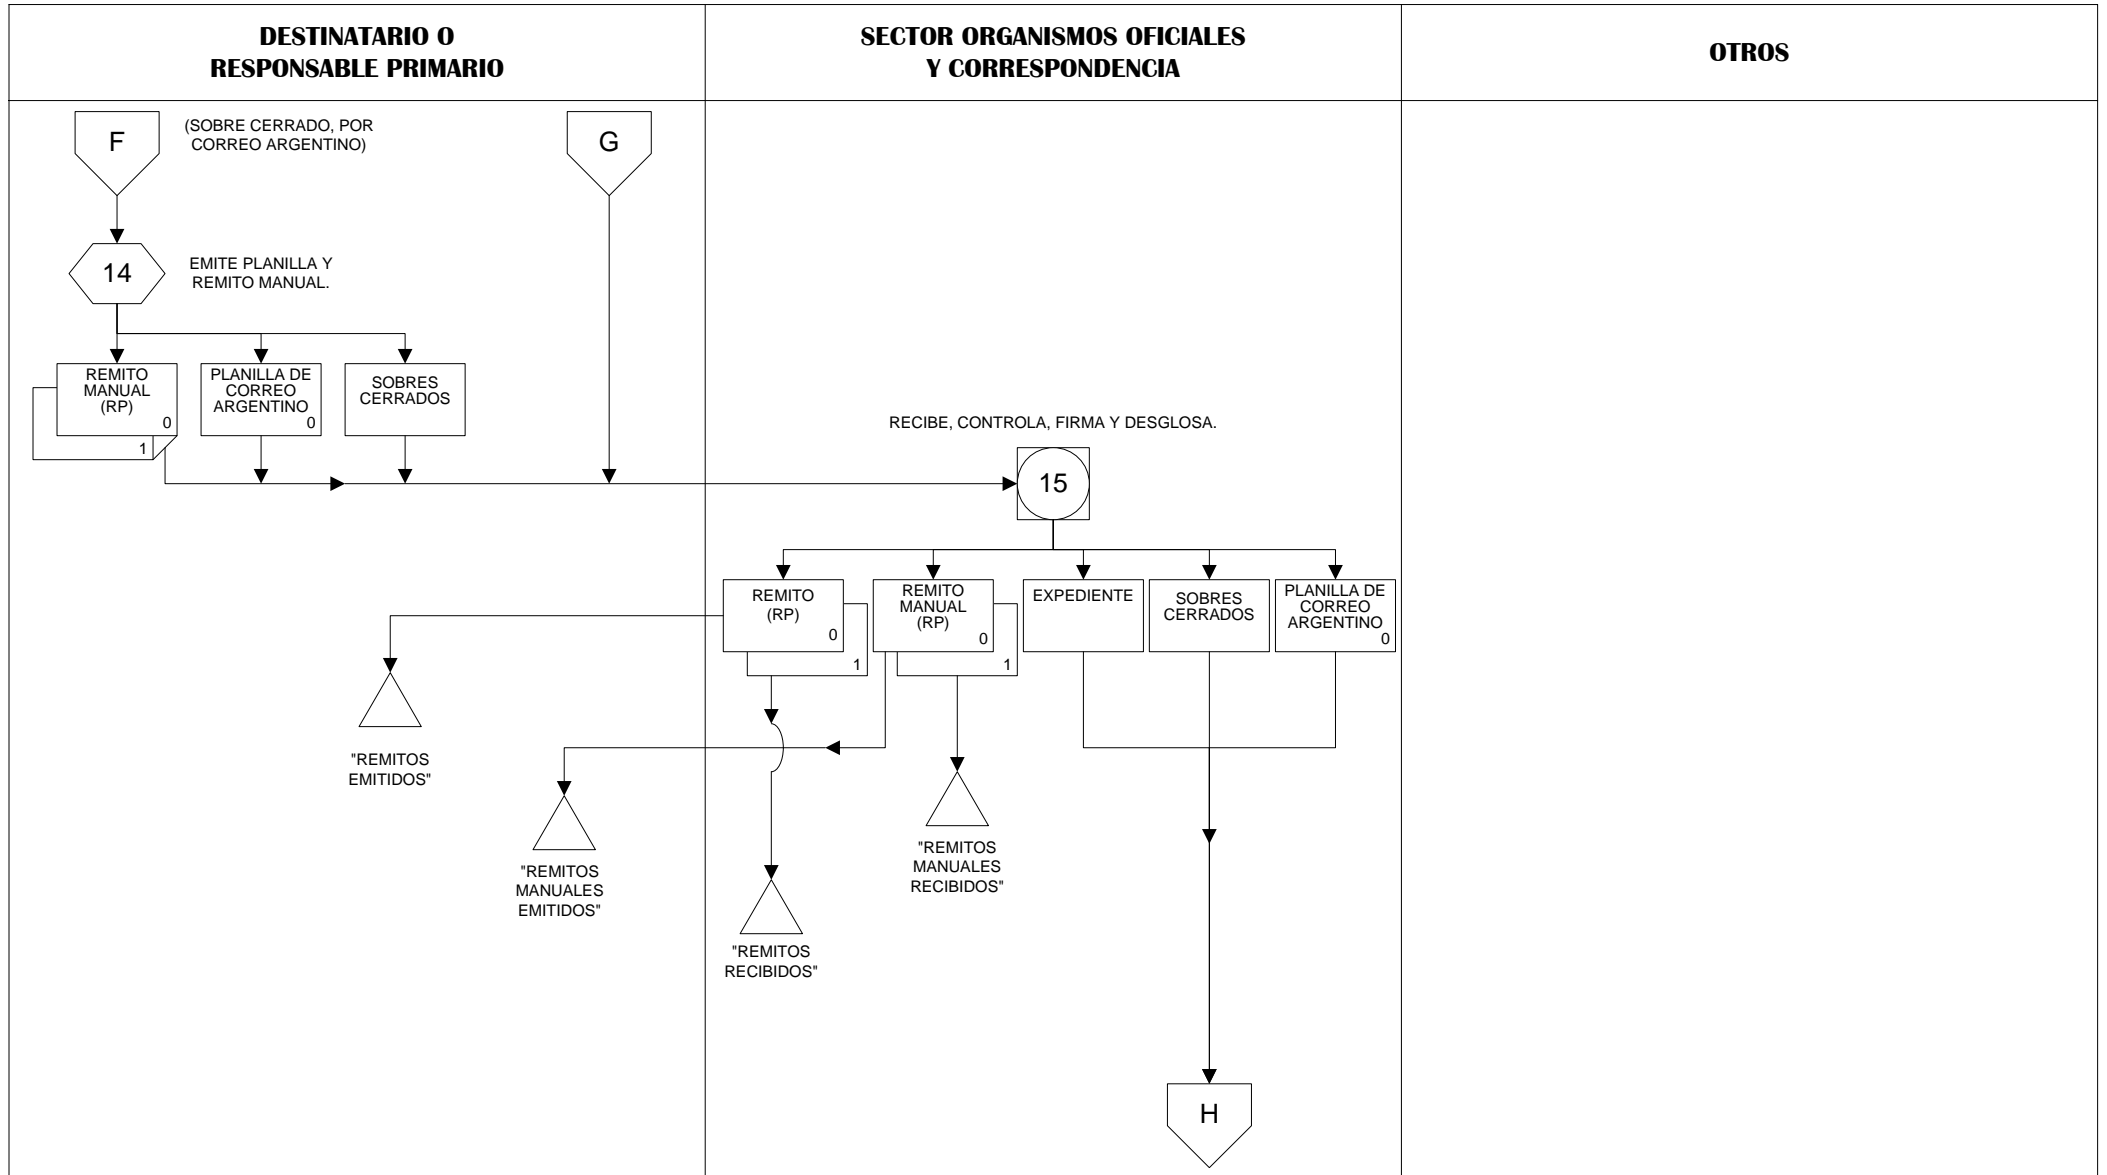 DESTINATARIO O
RESPONSABLE PRIMARIO
SECTOR ORGANISMOS OFICIALES
Y CORRESPONDENCIA
OTROS
F
(SOBRE CERRADO, POR
CORREO ARGENTINO)
G
14
EMITE PLANILLA Y
REMITO MANUAL.
REMITO
MANUAL
(RP)
0
1
PLANILLA DE
CORREO
ARGENTINO
0
SOBRES
CERRADOS
RECIBE, CONTROLA, FIRMA Y DESGLOSA.
15
REMITO
(RP)
0
1
REMITO
MANUAL
(RP)
0
1
EXPEDIENTE
SOBRES
CERRADOS
PLANILLA DE
CORREO
ARGENTINO
0
"REMITOS
EMITIDOS"
"REMITOS
MANUALES
EMITIDOS"
"REMITOS
RECIBIDOS"
"REMITOS
MANUALES
RECIBIDOS"
H